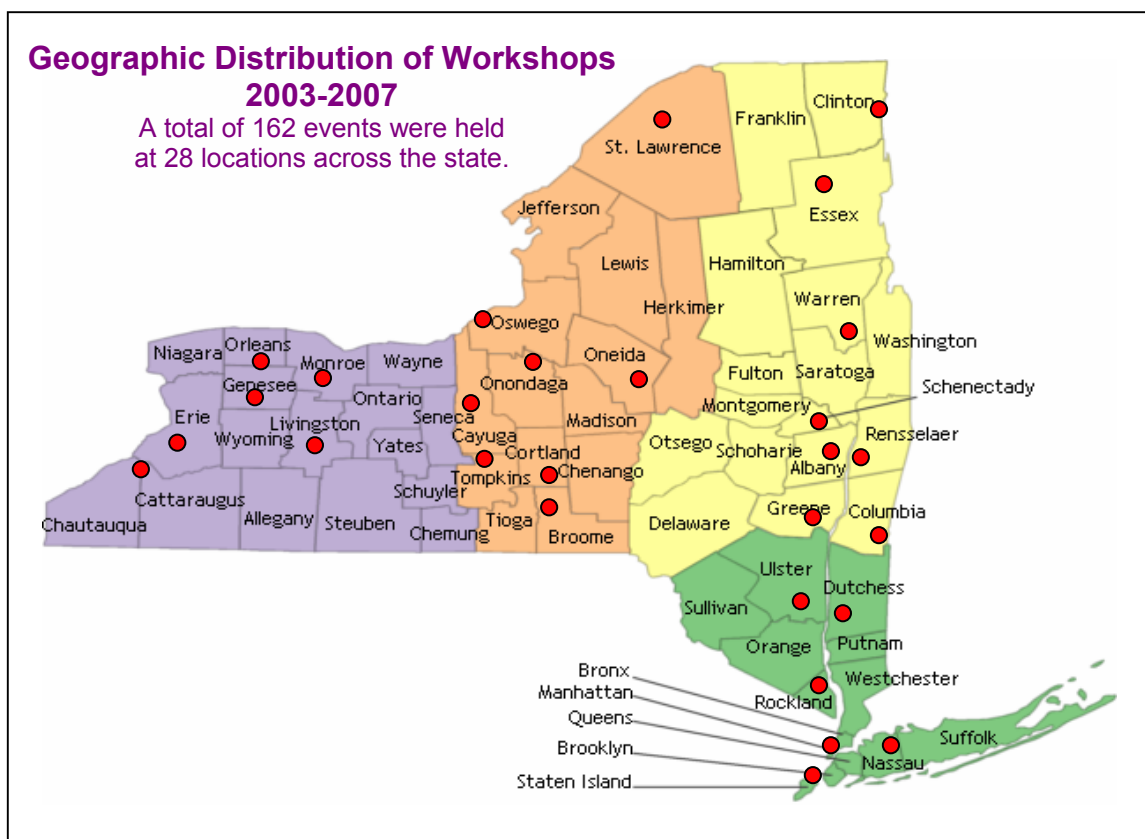 Geographic Distribution of Workshops
2003-2007
A total of 162 events were held
at 28 locations across the state.
Clinton
Franklin
St. Lawrence
Essex
Jefferson
Lewis
Hamilton
Herkimer
Warren
Oswego
Washington
Niagara
Orleans
Monroe
Wayne
Oneida
Onondaga
Fulton
Saratoga
Genesee
Schenectady
Ontario
Montgomery
Erie
Seneca
Livingston
Madison
Wyoming
Cayuga
Yates
Otsego
Schoharie
Rensselaer
Cortland
Albany
Chenango
Tompkins
Cattaraugus
Schuyler
Greene
Columbia
Chautauqua
Allegany
Steuben
Chemung
Tioga
Broome
Delaware
Ulster
Dutchess
Sullivan
Orange
Putnam
Bronx
Westchester
Manhattan
Rockland
Queens
Suffolk
Brooklyn
Nassau
Staten Island